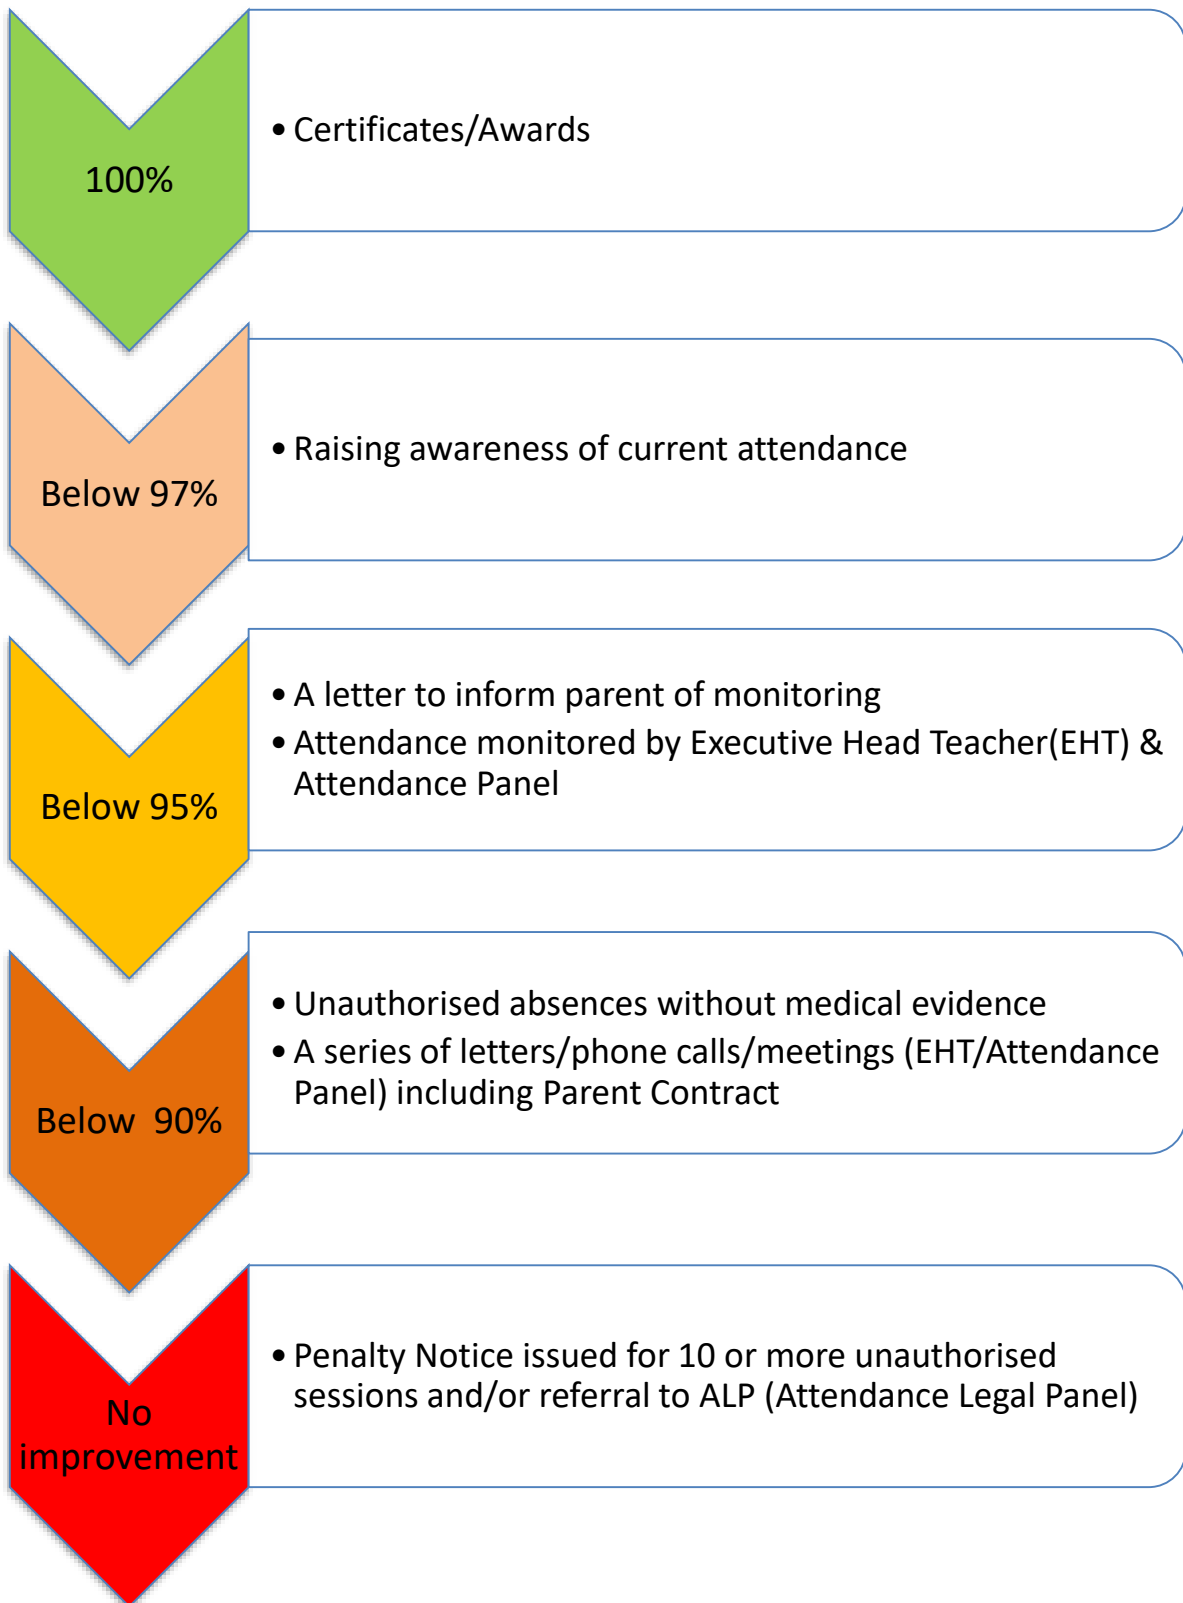 100%
• Certificates/Awards
Below 97%
• Raising awareness of current attendance
Below 95%
• A letter to inform parent of monitoring
• Attendance monitored by Executive Head Teacher(EHT) &
Attendance Panel
Below  90%
• Unauthorised absences without medical evidence
• A series of letters/phone calls/meetings (EHT/Attendance
Panel) including Parent Contract
No
improvement
• Penalty Notice issued for 10 or more unauthorised
sessions and/or referral to ALP (Attendance Legal Panel)